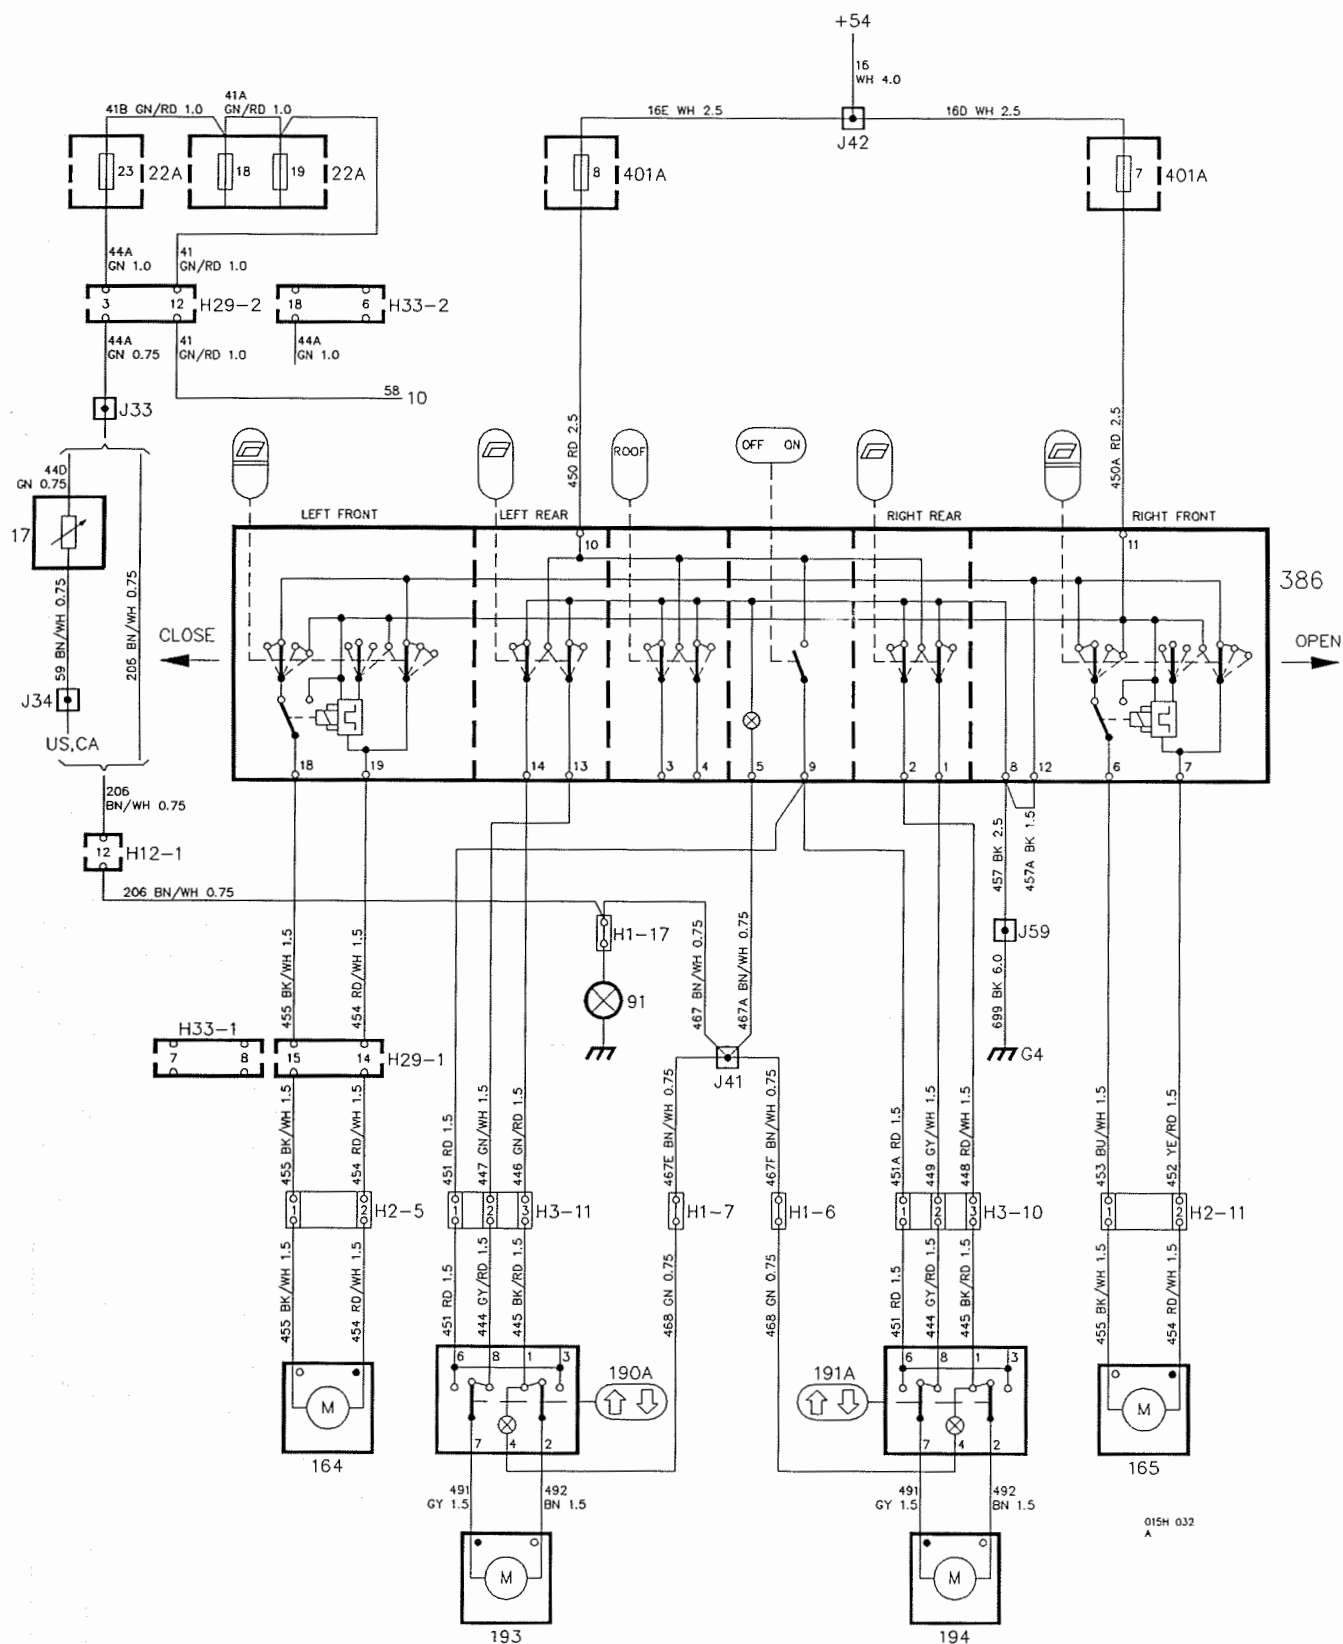 +54
16
WH 4.0
41B GN/RD 1.0
41A
GN/RD 1.0
16E WH 2.5
16D WH 2.5
J42
23
22A
18
19
22A
8
401A
7
401A
44A
GN 1.0
41
GN/RD 1.0
3
12
H29-2
18
6
H33-2
44A
GN 0.75
41
GN/RD 1.0
44A
GN 1.0
58
10
J33
450 RD 2.5
450A RD 2.5
ROOF
OFF ON
44D
GN 0.75
17
LEFT FRONT
LEFT REAR
RIGHT REAR
RIGHT FRONT
10
11
386
59 BN/WH 0.75
206 BN/WH 0.75
CLOSE
OPEN
J34
US,CA
18
19
14
13
3
4
5
9
2
1
8
12
6
7
206
BN/WH 0.75
12
H12-1
206 BN/WH 0.75
457 BK 2.5
457A BK 1.5
H1-17
J59
455 BK/WH 1.5
454 RD/WH 1.5
91
467 BN/WH 0.75
467A BN/WH 0.75
699 BK 6.0
G4
H33-1
7
8
15
14
H29-1
J41
455 BK/WH 1.5
454 RD/WH 1.5
451 RD 1.5
447 GN/WH 1.5
446 GN/RD 1.5
467E BN/WH 0.75
467F BN/WH 0.75
451A RD 1.5
449 GY/WH 1.5
448 RD/WH 1.5
453 BU/WH 1.5
452 YE/RD 1.5
1
2
H2-5
1
2
3
H3-11
H1-7
H1-6
1
2
3
H3-10
1
2
H2-11
455 BK/WH 1.5
454 RD/WH 1.5
451 RD 1.5
444 GY/RD 1.5
445 BK/RD 1.5
468 GN 0.75
468 GN 0.75
451 RD 1.5
444 GY/RD 1.5
445 BK/RD 1.5
455 BK/WH 1.5
454 RD/WH 1.5
6
8
1
3
190A
191A
6
8
1
3
M
M
7
4
2
7
4
2
164
165
491
GY 1.5
492
BN 1.5
491
GY 1.5
492
BN 1.5
015H 032
A
M
M
193
194